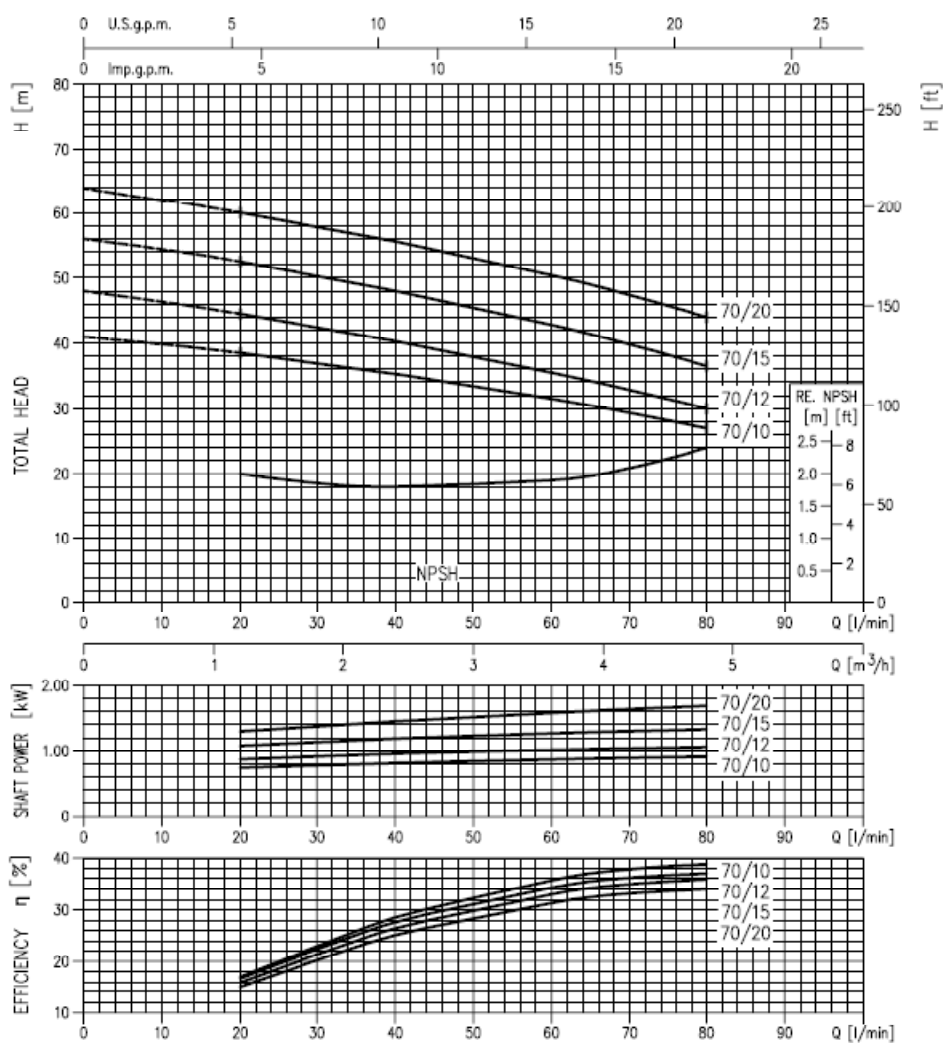 0 U.S.g.p.m. 5 10 15 20 25
0 Imp.g.p.m. 5 10 15 20
H [m]
H [ft]
TOTAL HEAD
80
70
60
50
40
30
20
10
0
250
200
150
100
50
0
70/20
70/15
70/12
70/10
RE. NPSH
[m] [ft]
2.5 8
2.0 6
1.5
1.0 4
0.5 2
NPSH
0 10 20 30 40 50 60 70 80 90 Q [l/min]
0 1 2 3 4 5 Q [m³/h]
SHAFT POWER [kW]
2.00
1.00
0
70/20
70/15
70/12
70/10
0 10 20 30 40 50 60 70 80 90 Q [l/min]
EFFICIENCY η [%]
40
30
20
10
70/10
70/12
70/15
70/20
0 10 20 30 40 50 60 70 80 90 Q [l/min]